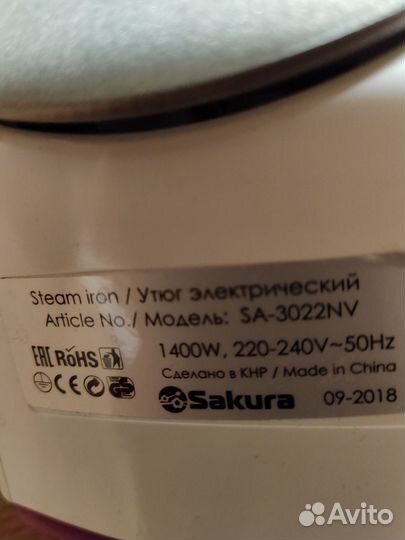 Steam iron / Утюг электрический
Article No./ Модель: SA-3022NV
EAC RoHS 1400W, 220-240V~50Hz
Сделано в КНР / Made in China
CE Sakura 09-2018
Avito